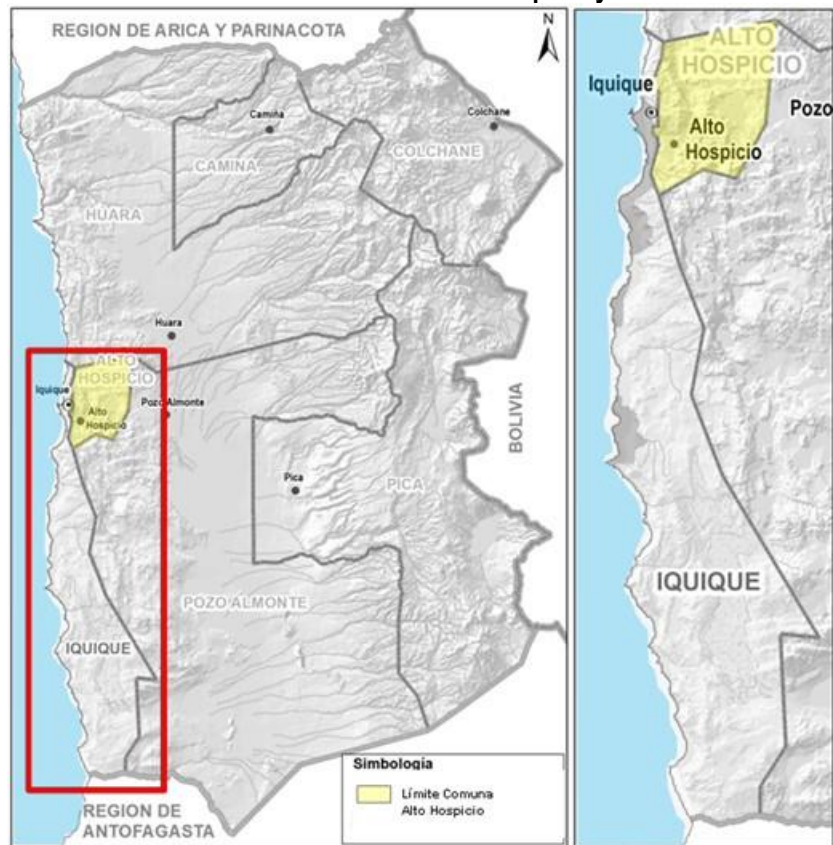 REGION DE ARICA Y PARINACOTA
N
Camiña
Colchane
CAMIÑA
COLCHANE
HUARA
Huara
ALTO
HOSPICIO
Iquique
Alto
Hospicio
Pozo Almonte
BOLIVIA
Pica
PICA
POZO ALMONTE
IQUIQUE
REGION DE
ANTOFAGASTA
Simbología
Límite Comuna
Alto Hospicio
ALTO
HOSPICIO
Iquique
Pozo
Alto
Hospicio
IQUIQUE